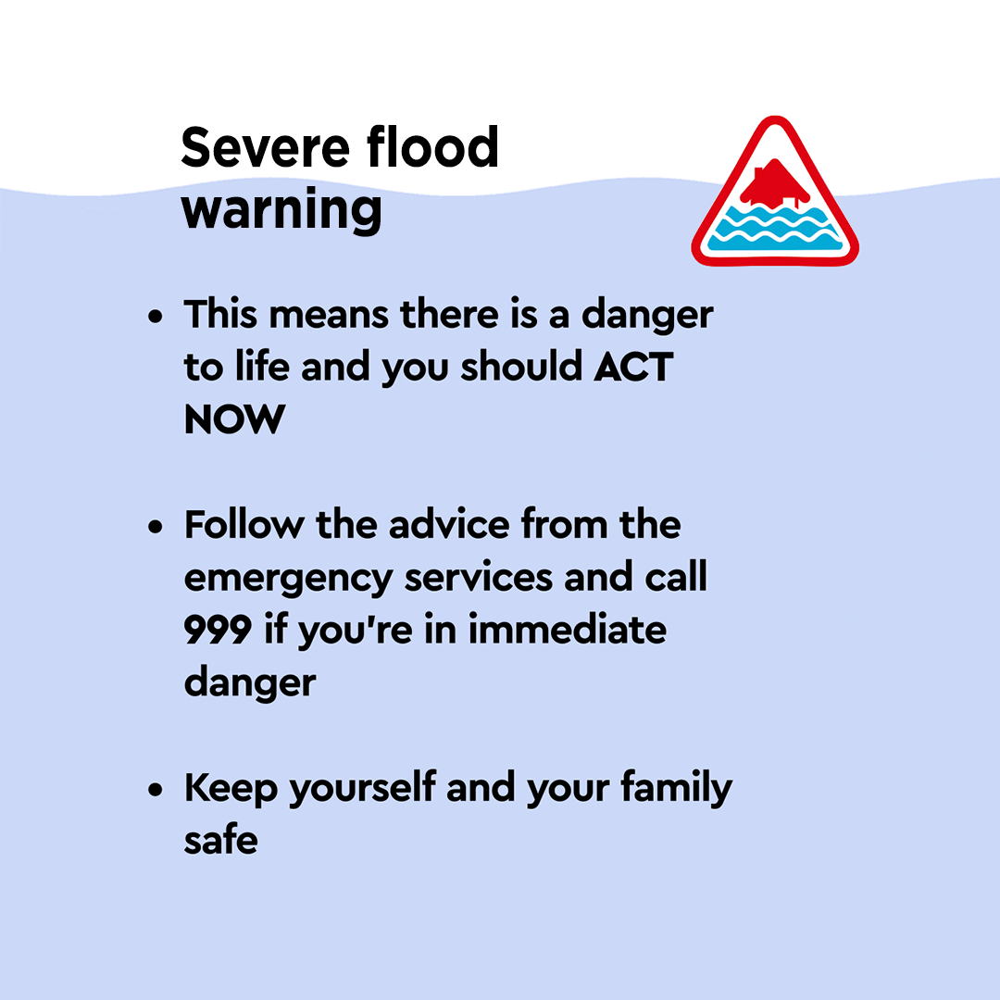 Severe flood
warning
• This means there is a danger
to life and you should ACT
NOW
• Follow the advice from the
emergency services and call
999 if you're in immediate
danger
• Keep yourself and your family
safe